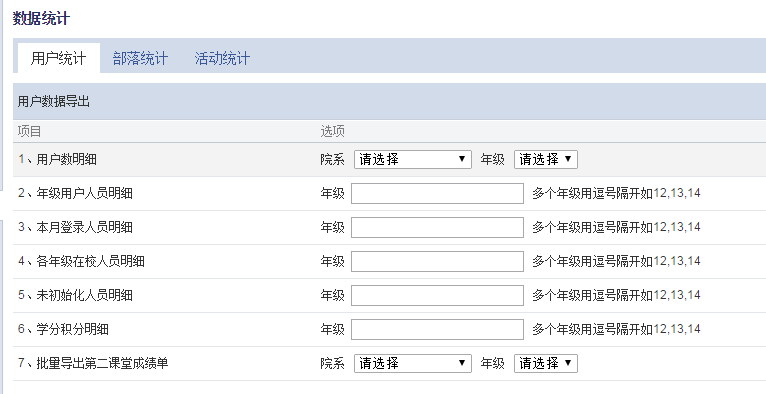 数据统计
用户统计 部落统计 活动统计
用户数据导出
项目 选项
1、用户数明细 院系 请选择 年级 请选择
2、年级用户人员明细 年级 多个年级用逗号隔开如12,13,14
3、本月登录人员明细 年级 多个年级用逗号隔开如12,13,14
4、各年级在校人员明细 年级 多个年级用逗号隔开如12,13,14
5、未初始化人员明细 年级 多个年级用逗号隔开如12,13,14
6、学分积分明细 年级 多个年级用逗号隔开如12,13,14
7、批量导出第二课堂成绩单 院系 请选择 年级 请选择